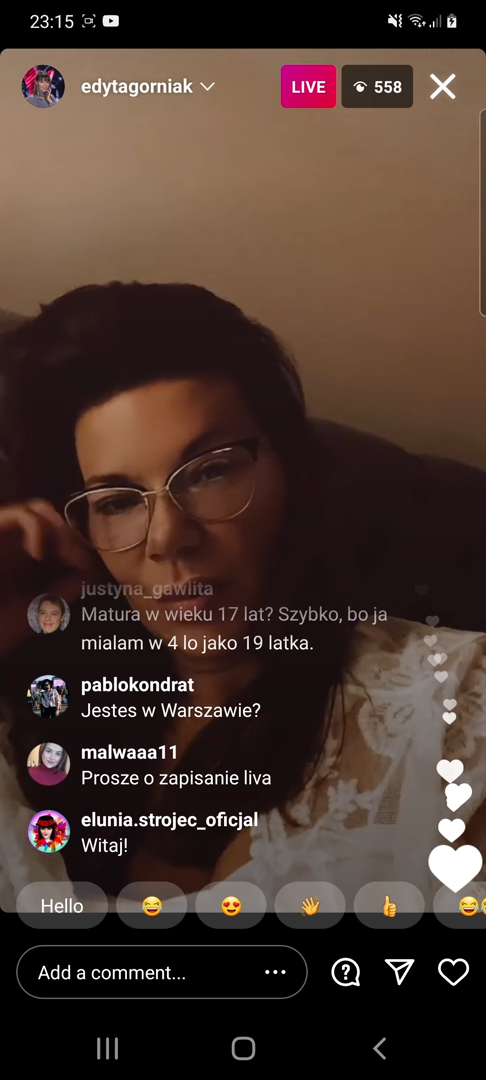 23:15
edytagorniak
LIVE
558
justyna_gawlita
Matura w wieku 17 lat? Szybko, bo ja
mialam w 4 lo jako 19 latka.
pablokondrat
Jestes w Warszawie?
malwaaa11
Prosze o zapisanie liva
elunia.strojec_oficjal
Witaj!
Hello
Add a comment...